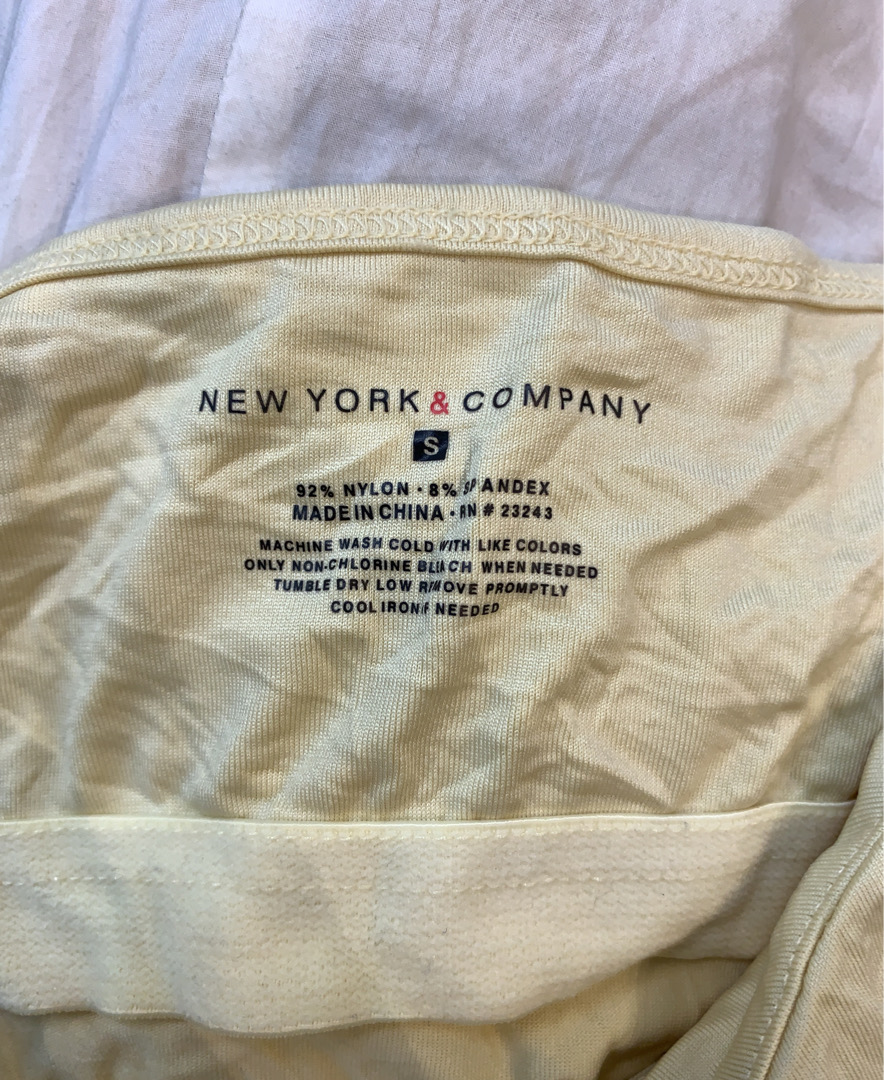 NEW YORK & COMPANY
S
92% NYLON · 8% SPANDEX
MADE IN CHINA · RN # 23243
MACHINE WASH COLD WITH LIKE COLORS
ONLY NON-CHLORINE BLEACH WHEN NEEDED
TUMBLE DRY LOW REMOVE PROMPTLY
COOL IRON IF NEEDED